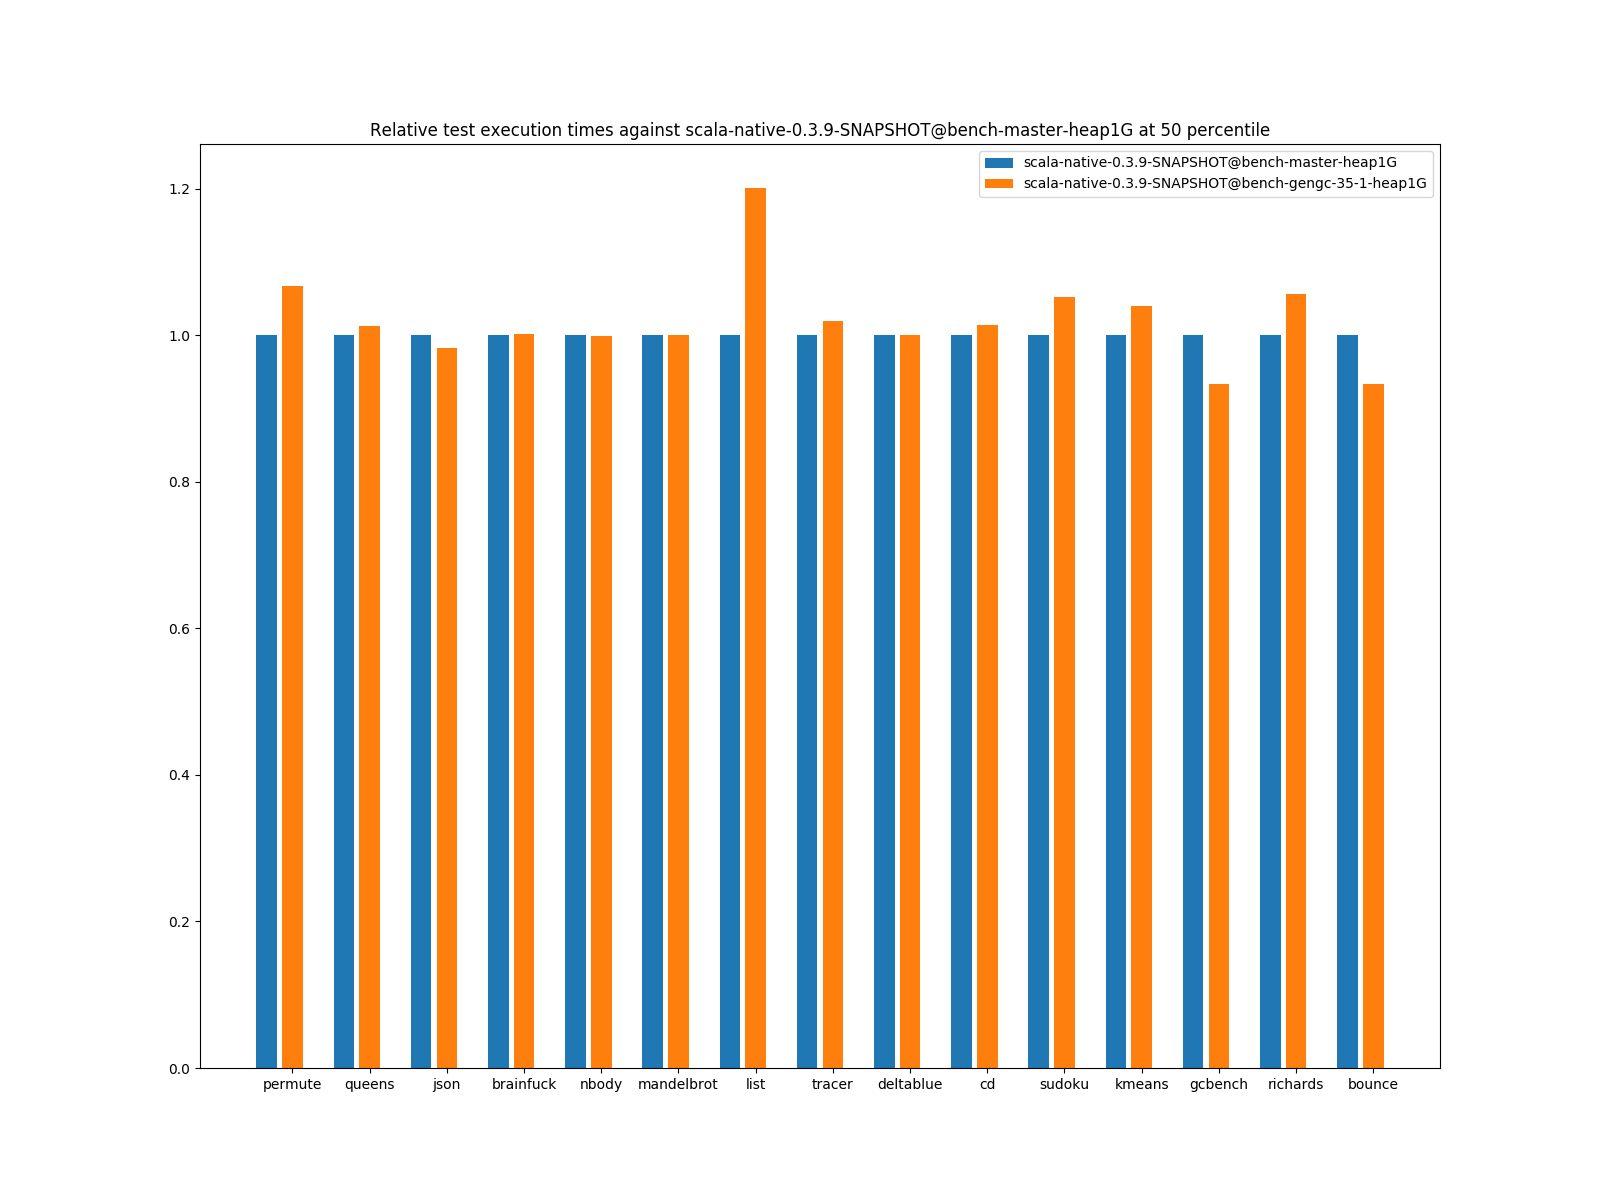 Relative test execution times against scala-native-0.3.9-SNAPSHOT@bench-master-heap1G at 50 percentile
scala-native-0.3.9-SNAPSHOT@bench-master-heap1G
scala-native-0.3.9-SNAPSHOT@bench-gengc-35-1-heap1G
1.2
1.0
0.8
0.6
0.4
0.2
0.0
permute queens json brainfuck nbody mandelbrot list tracer deltablue cd sudoku kmeans gcbench richards bounce